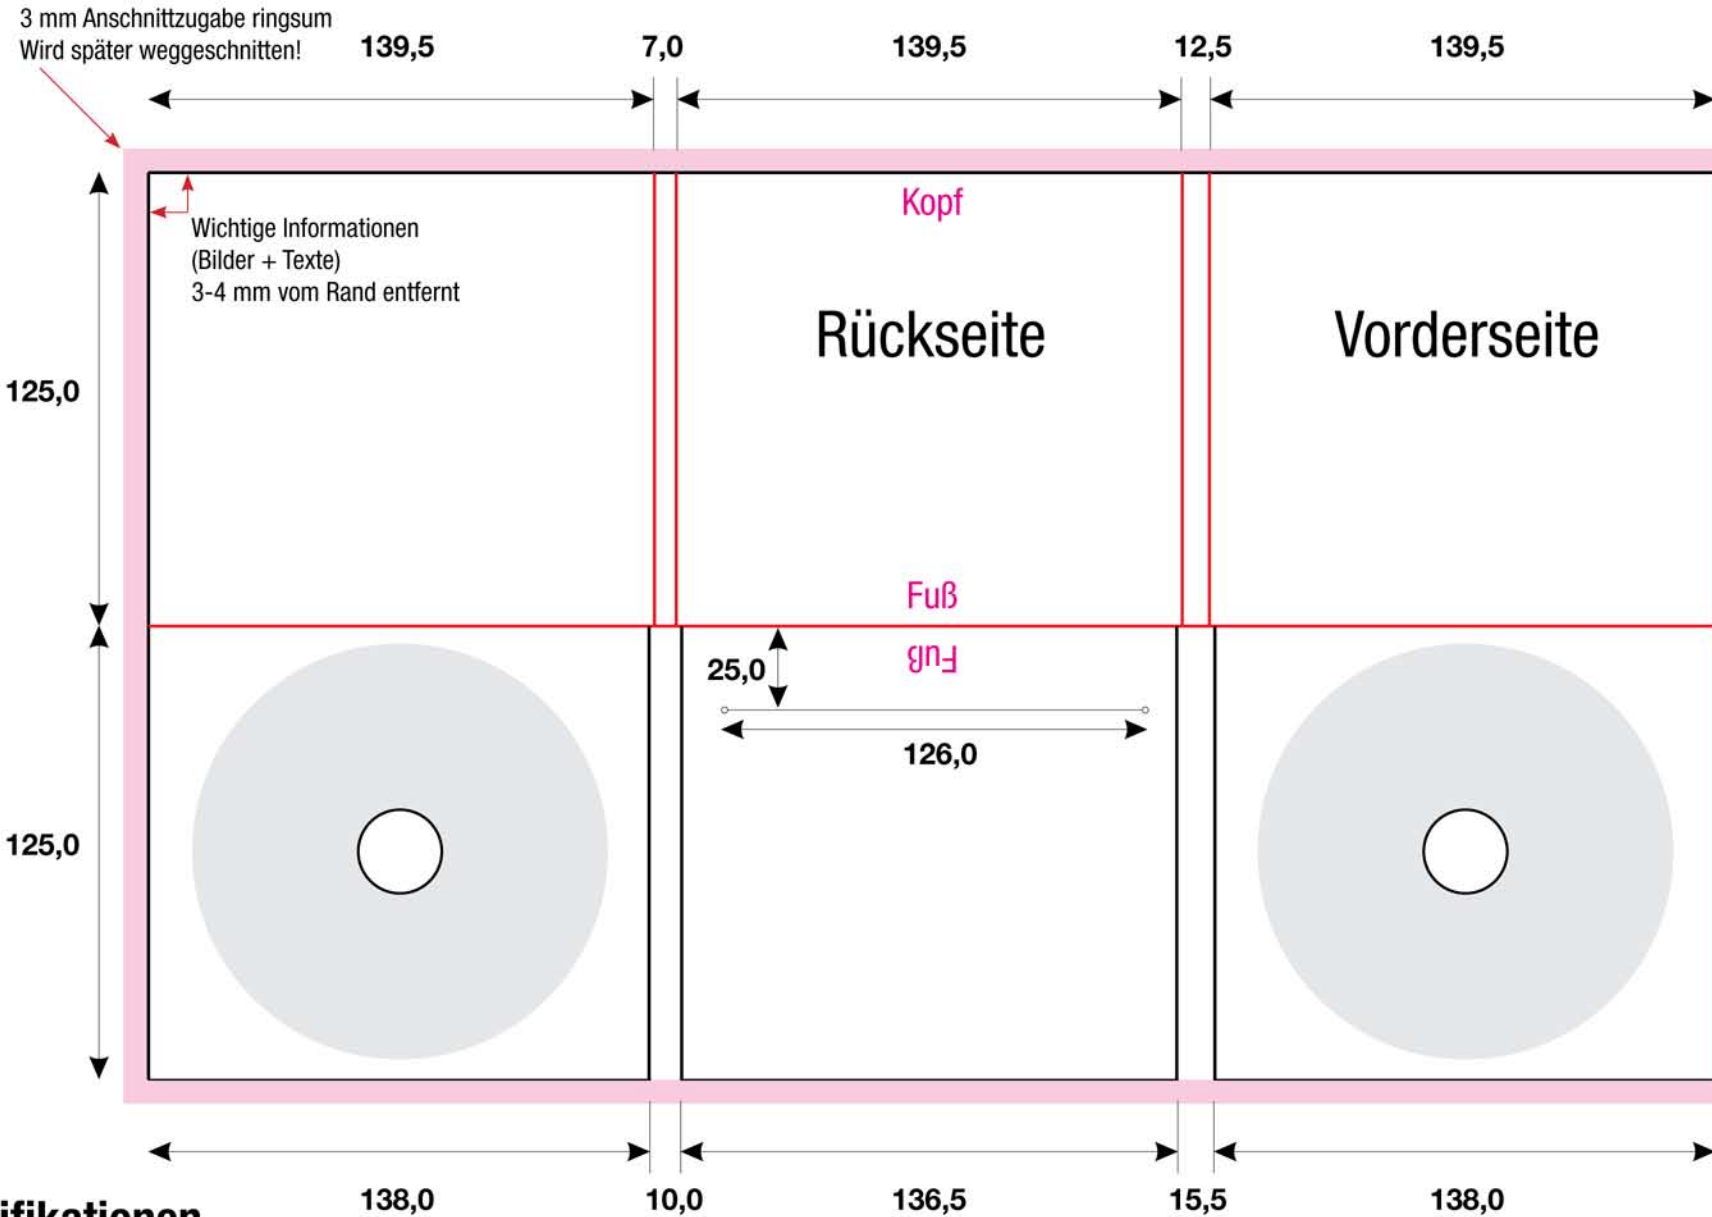 3 mm Anschnittzugabe ringsum
Wird später weggeschnitten!
139,5
7,0
139,5
12,5
139,5
Kopf
Wichtige Informationen
(Bilder + Texte)
3-4 mm vom Rand entfernt
Rückseite
Vorderseite
125,0
Fuß
Fuß
25,0
126,0
125,0
138,0
10,0
136,5
15,5
138,0
ifikationen